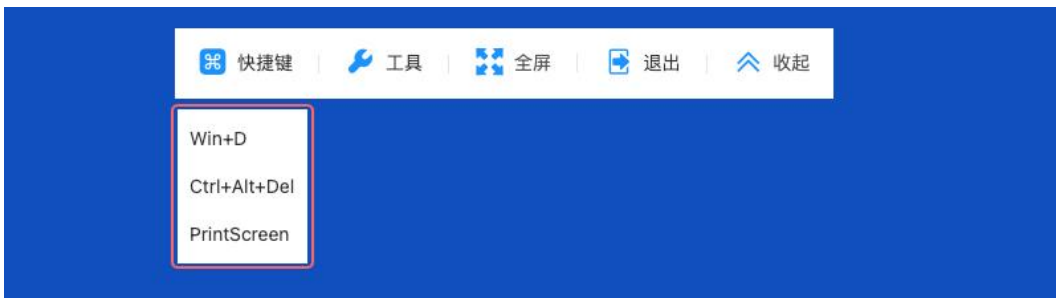 快捷键 工具 全屏 退出 收起
Win+D
Ctrl+Alt+Del
PrintScreen